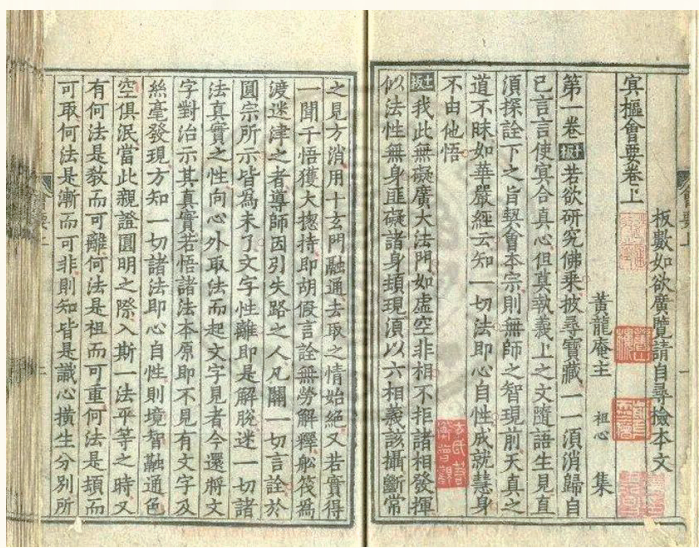 冥樞會要卷上
板數如欲廣覽請自尋檢本文
黃龍庵主 祖心 集
第一卷 若欲研究佛乘披尋寶藏一一須消歸自
己言言使冥合真心但莫執義上之文隨語生見直
須探詮下之旨契會本宗則無師之智現前天真之
道不昧如華嚴經云知一切法即心自性成就慧身
不由他悟
我此無礙廣大法門如虛空非相不拒諸相發揮
似法性無身匪礙諸身頓現須以六相義該攝斷常
之見方消用十玄門融通去取之情始絕又若實得
一聞千悟獲大揔持即胡假言詮無勞解釋舩筏為
渡迷津之者導師因引失路之人凡關一切言詮於
圓宗所示皆為未了文字性離即是解脫迷一切諸
法真實之性向心外取法而起文字見者今還將文
字對治示其真實若悟諸法本原即不見有文字及
絲毫發現方知一切諸法即心自性則境智融通色
空俱泯當此親證圓明之際入斯一法平等之時又
有何法是教而可離何法是祖而可重何法是頓而
可取何法是漸而可非則知皆是識心橫生分別所